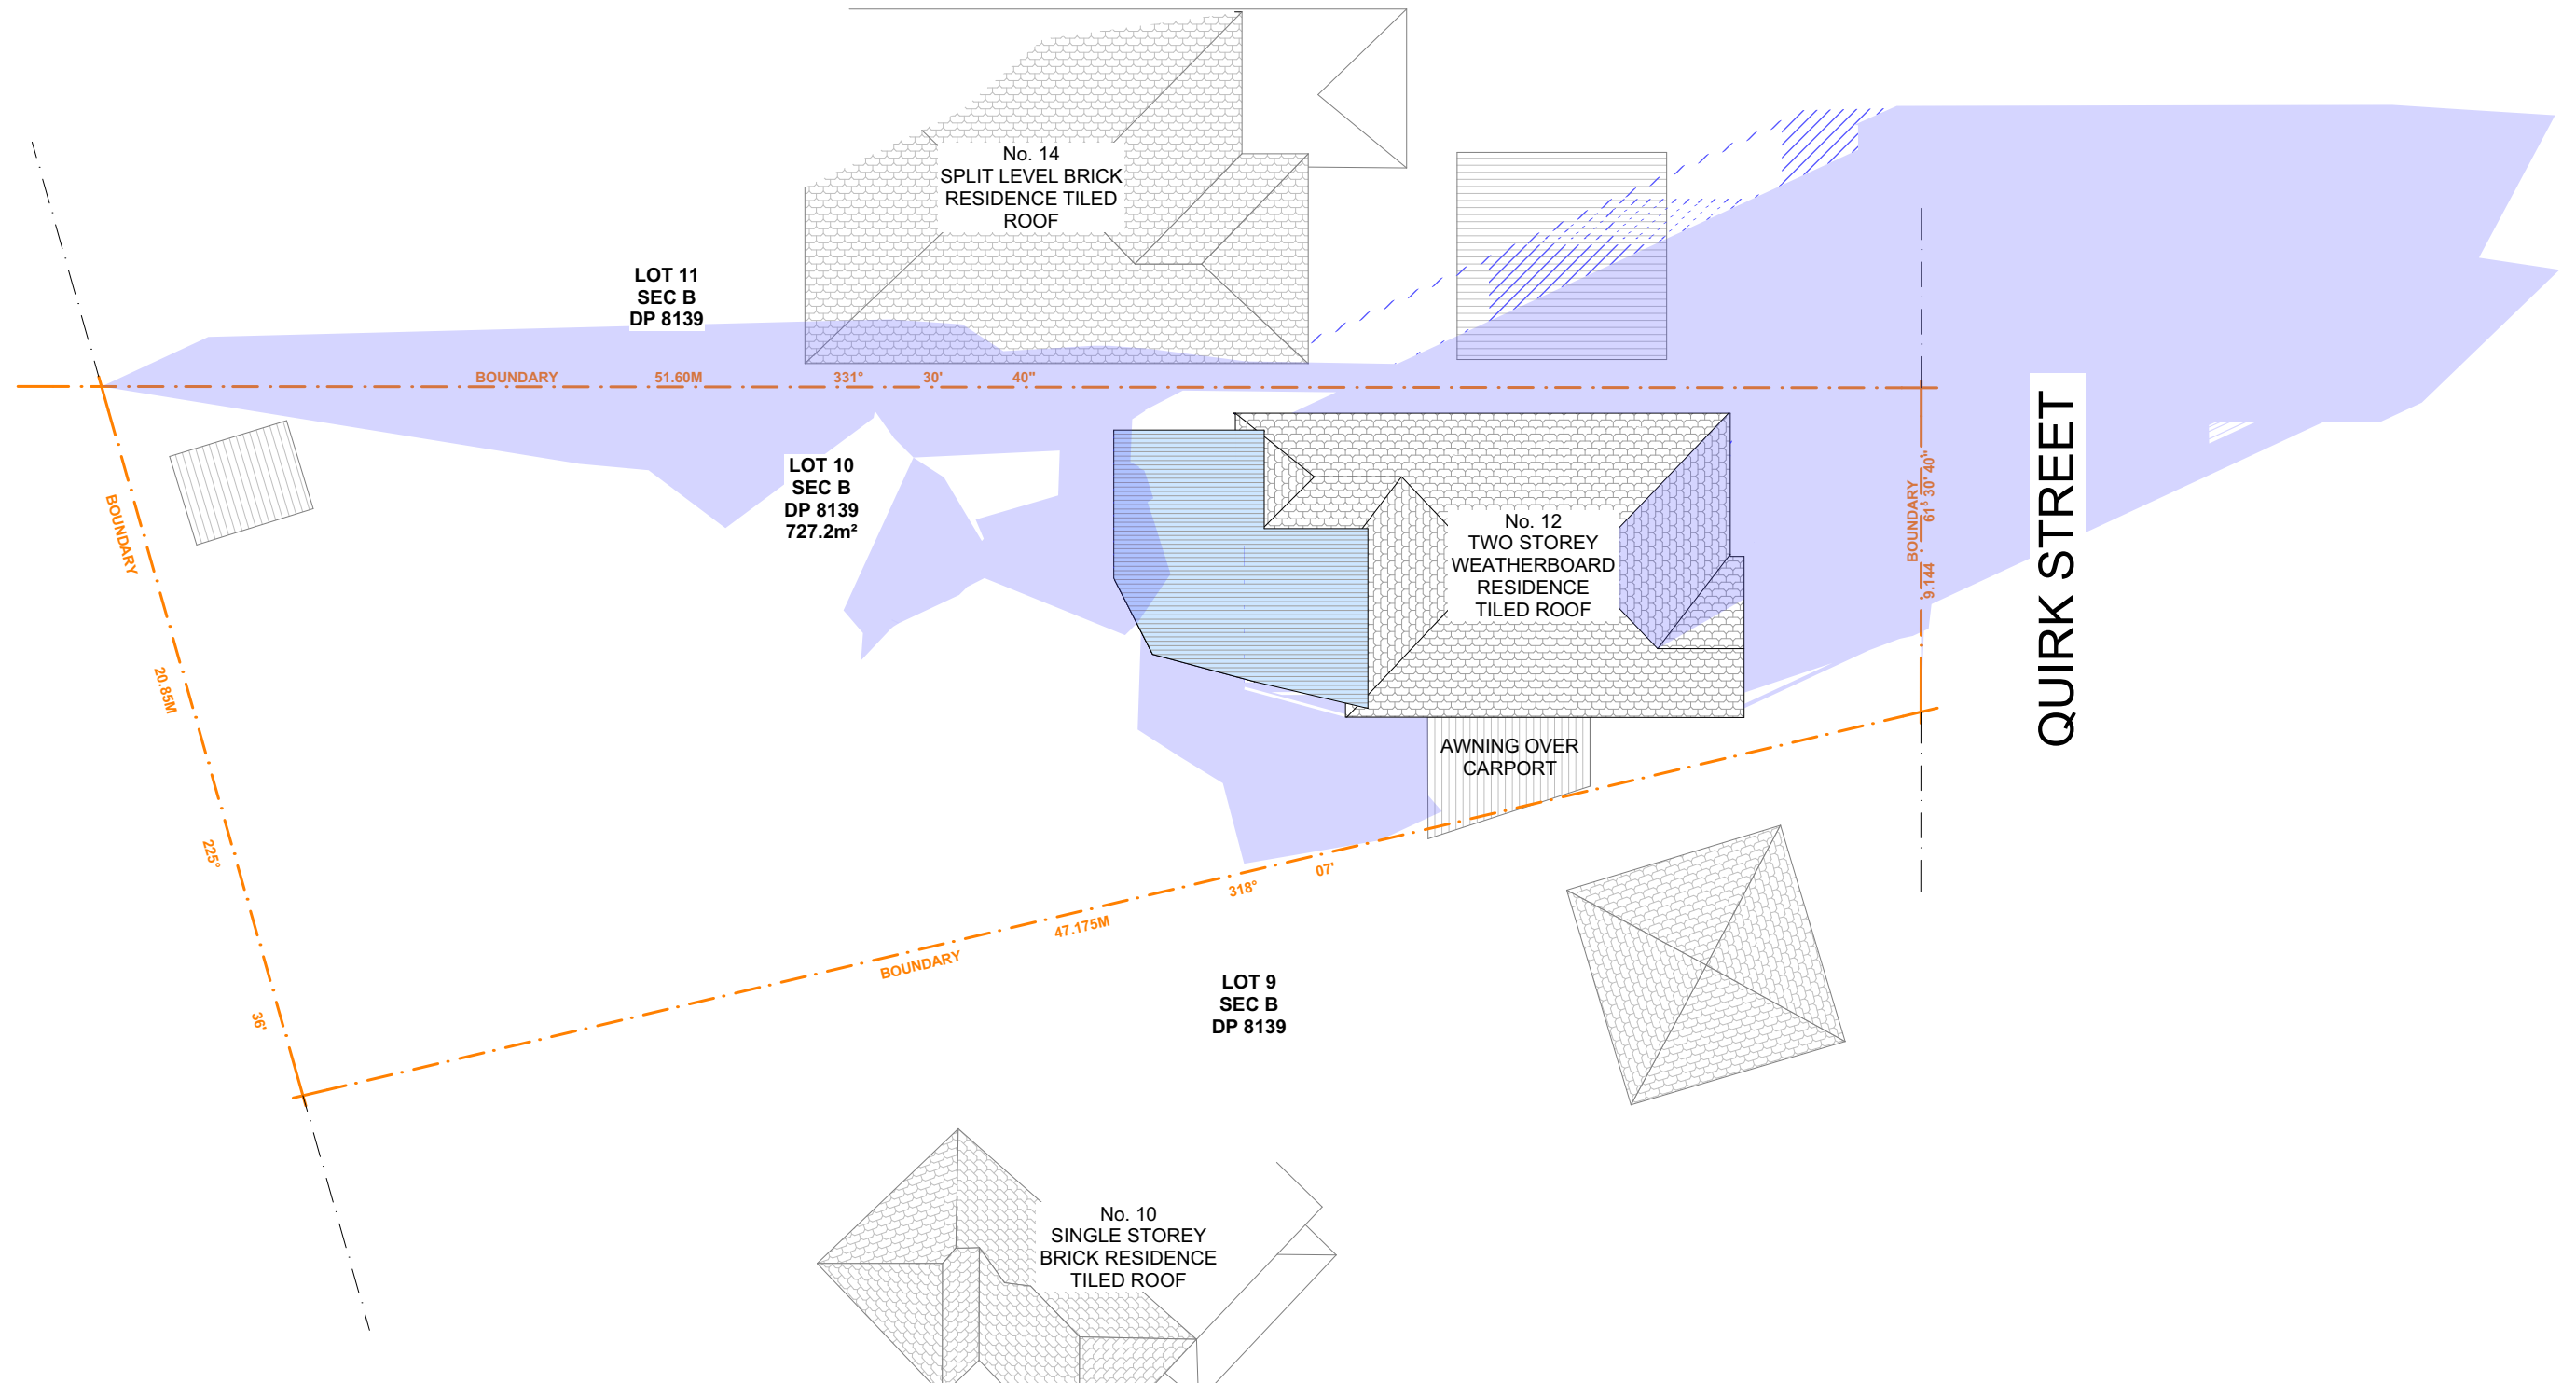 No. 14
SPLIT LEVEL BRICK
RESIDENCE TILED
ROOF
LOT 11
SEC B
DP 8139
BOUNDARY 51.60M 331° 30' 40"
LOT 10
SEC B
DP 8139
727.2m²
No. 12
TWO STOREY
WEATHERBOARD
RESIDENCE
TILED ROOF
BOUNDARY
9.144 61° 30' 40"
QUIRK STREET
BOUNDARY 20.85M 225° 36'
AWNING OVER
CARPORT
BOUNDARY 47.175M 318° 07'
LOT 9
SEC B
DP 8139
No. 10
SINGLE STOREY
BRICK RESIDENCE
TILED ROOF